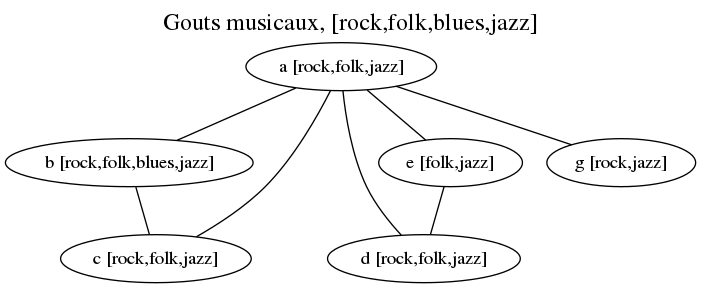 Gouts musicaux, [rock,folk,blues,jazz]
a [rock,folk,jazz]
b [rock,folk,blues,jazz]
e [folk,jazz]
g [rock,jazz]
c [rock,folk,jazz]
d [rock,folk,jazz]